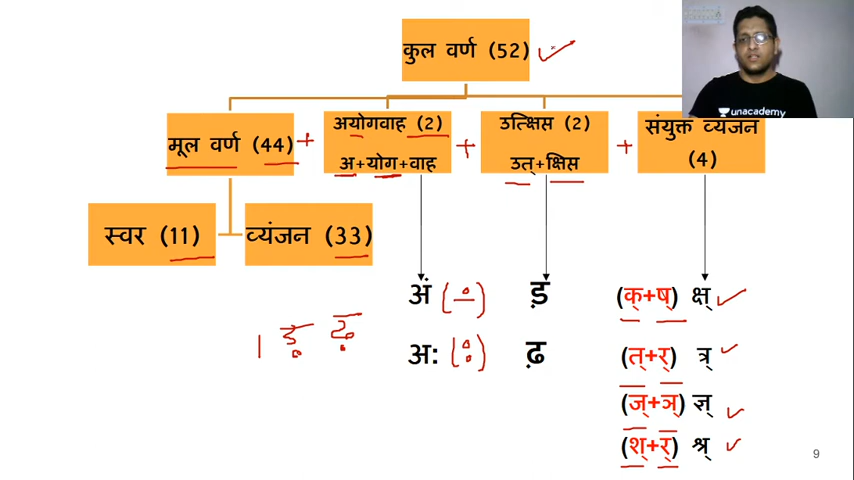 कुल वर्ण (52)
unacademy
मूल वर्ण (44)
अयोगवाह (2)
अ+योग+वाह
उत्क्षिप्त (2)
उत्+क्षिप्त
संयुक्त व्यंजन
(4)
स्वर (11)
व्यंजन (33)
अं
ड़
(क्+ष्) क्ष्
अ:
ढ़
(त्+र्) त्र्
(ज्+ञ्) ज्ञ्
(श्+र्) श्र्
9